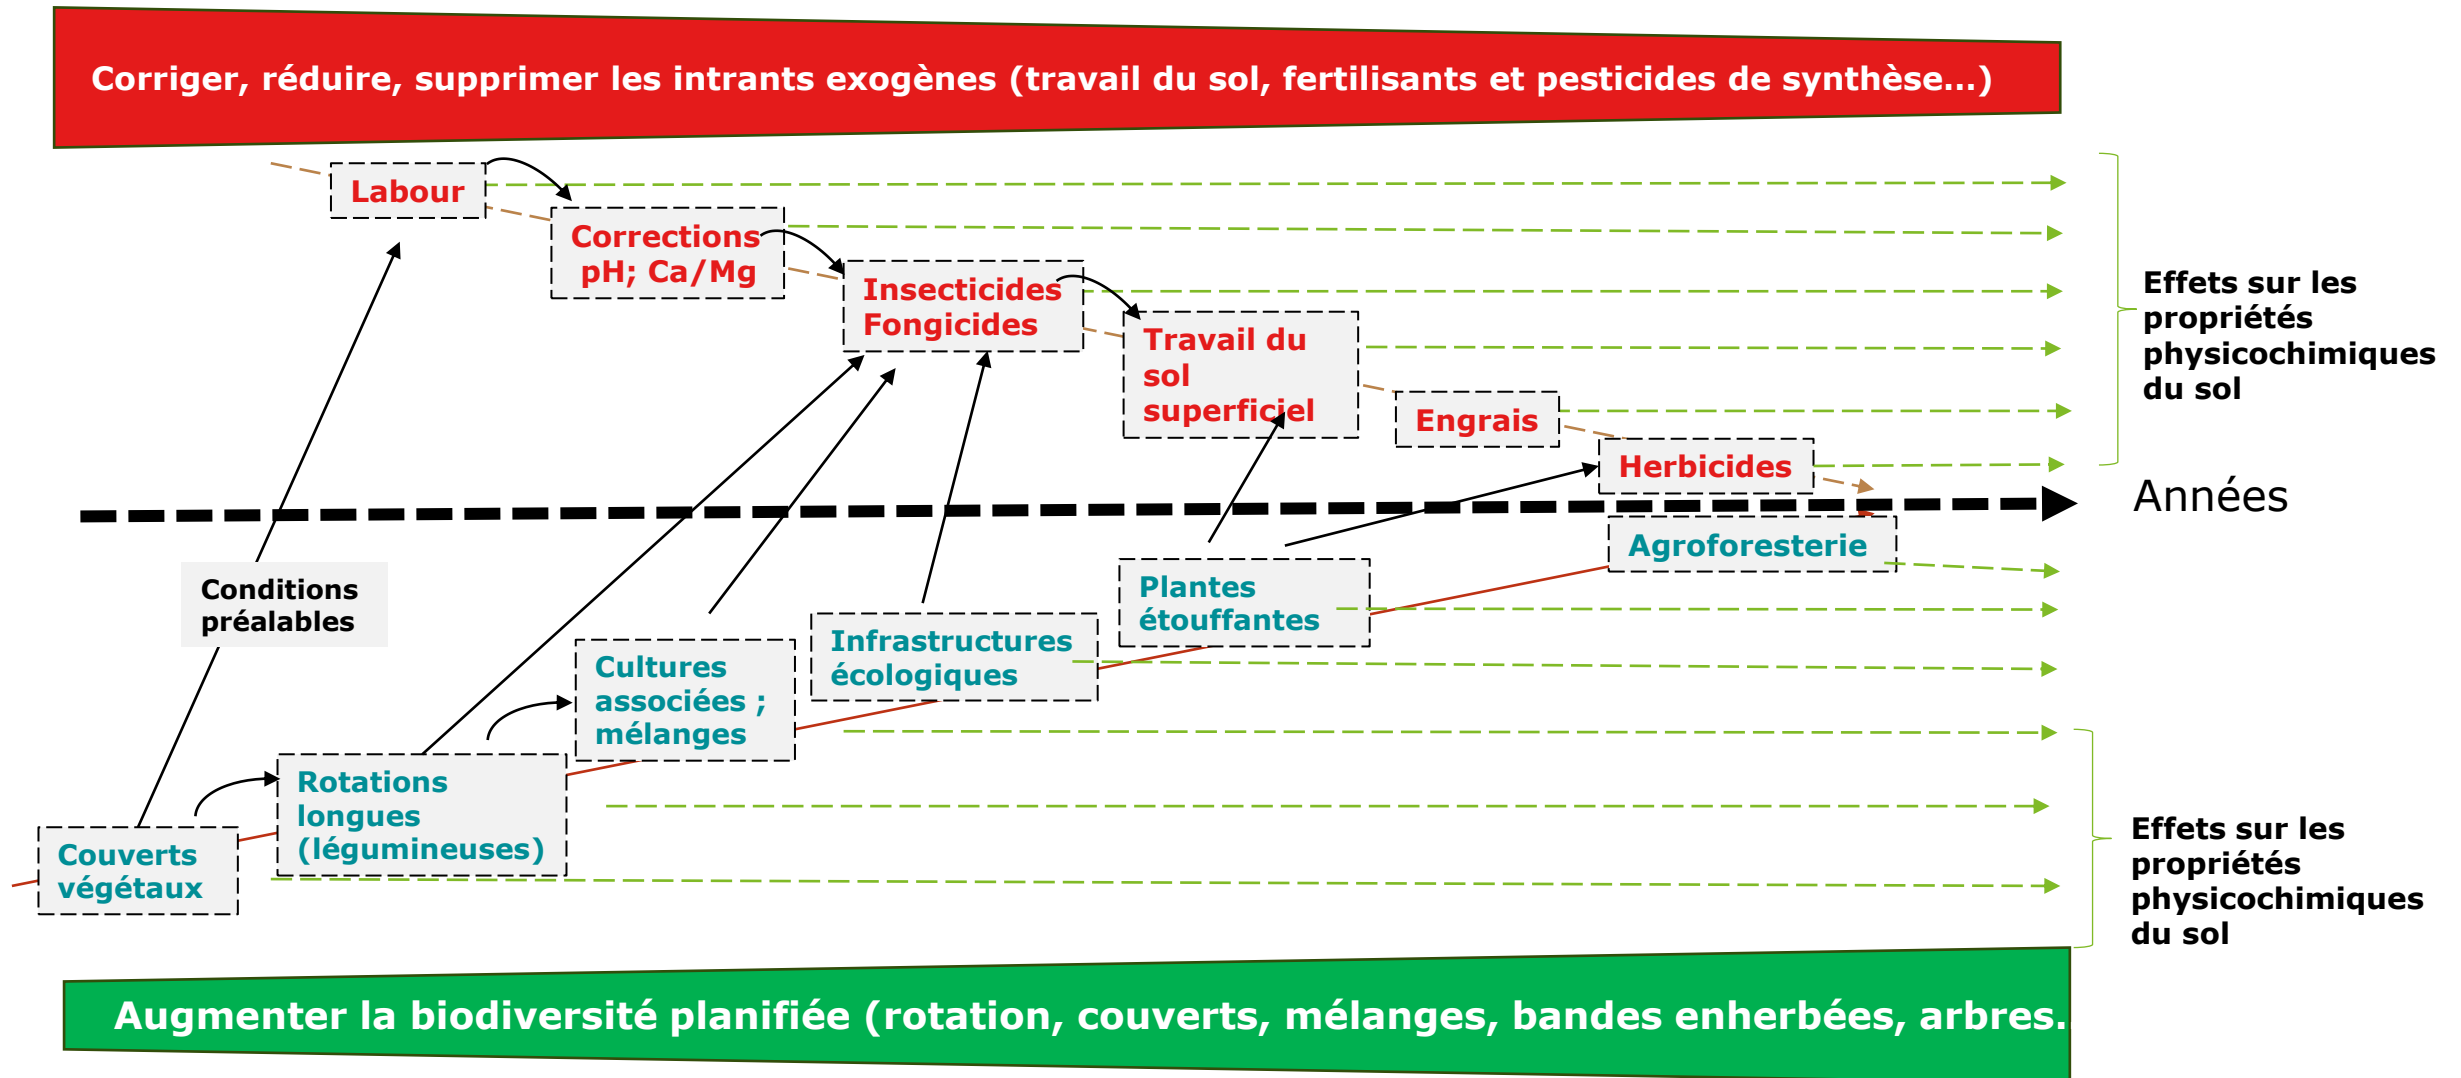 Corriger, réduire, supprimer les intrants exogènes (travail du sol, fertilisants et pesticides de synthèse…)
Labour
Corrections
pH; Ca/Mg
Insecticides
Fongicides
Travail du
sol
superficiel
Engrais
Herbicides
Effets sur les
propriétés
physicochimiques
du sol
Années
Agroforesterie
Conditions
préalables
Plantes
étouffantes
Infrastructures
écologiques
Cultures
associées ;
mélanges
Rotations
longues
(légumineuses)
Couverts
végétaux
Effets sur les
propriétés
physicochimiques
du sol
Augmenter la biodiversité planifiée (rotation, couverts, mélanges, bandes enherbées, arbres.